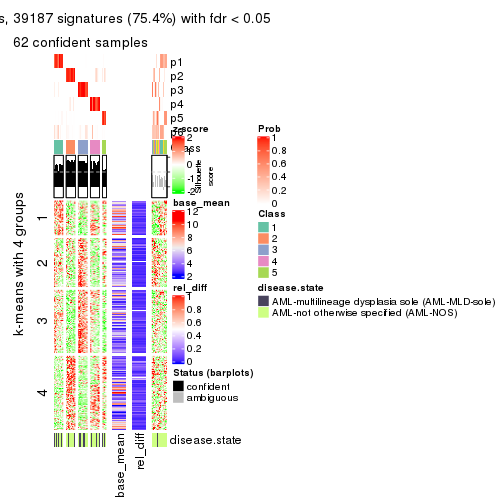 s, 39187 signatures (75.4%) with fdr < 0.05
62 confident samples
p1
p2
p3
p4
p5
z-score
2
1
0
-1
-2
Silhouette
score
Prob
1
0.8
0.6
0.4
0.2
0
base_mean
12
10
8
6
4
2
Class
1
2
3
4
5
k-means with 4 groups
1
2
3
4
rel_diff
1
0.8
0.6
0.4
0.2
0
disease.state
AML-multilineage dysplasia sole (AML-MLD-sole)
AML-not otherwise specified (AML-NOS)
Status (barplots)
confident
ambiguous
disease.state
base_mean
rel_diff